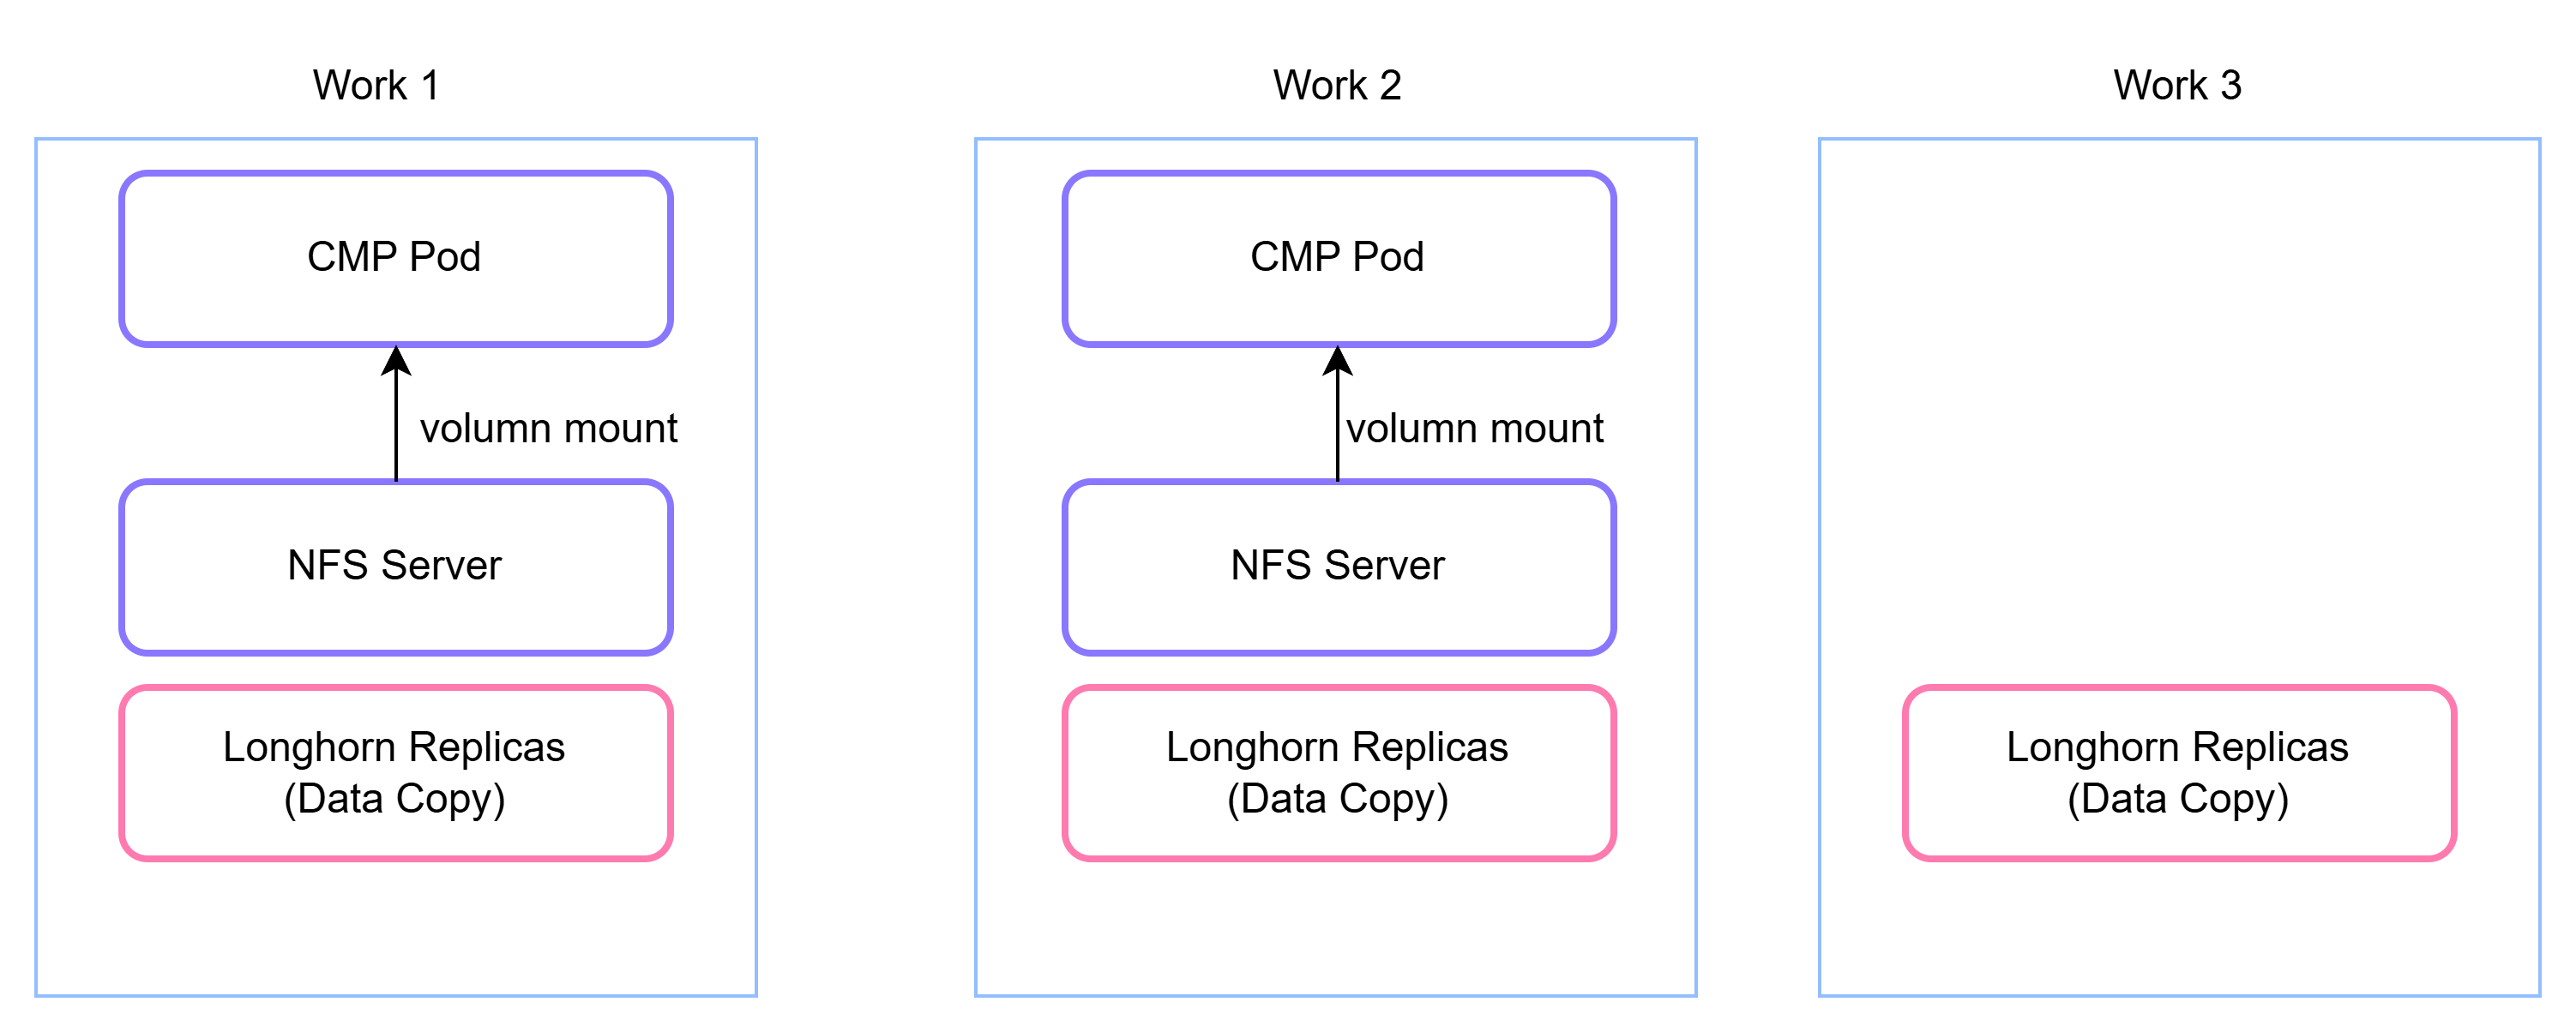 Work 1
CMP Pod
volumn mount
NFS Server
Longhorn Replicas
(Data Copy)
Work 2
CMP Pod
volumn mount
NFS Server
Longhorn Replicas
(Data Copy)
Work 3
Longhorn Replicas
(Data Copy)